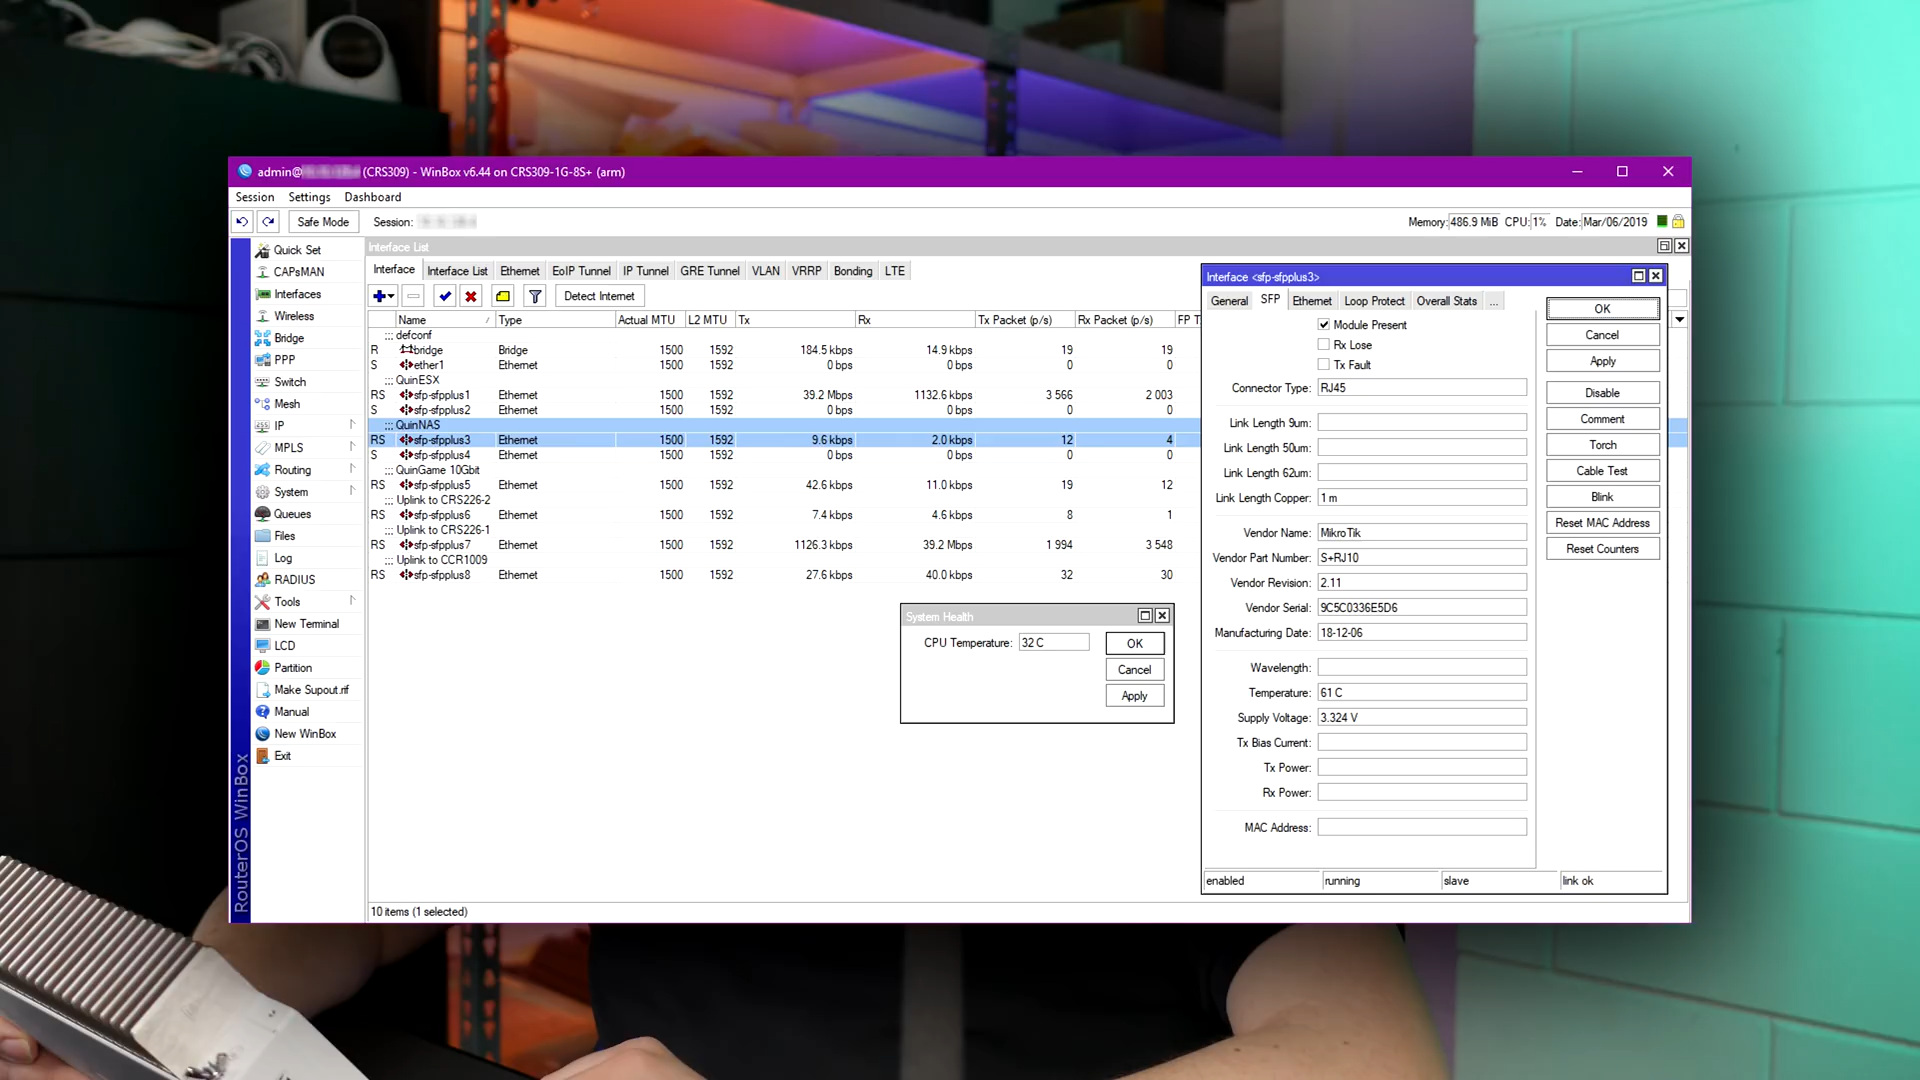 admin@ (CRS309) - WinBox v6.44 on CRS309-1G-8S+ (arm)
Session Settings Dashboard
Safe Mode Session: Memory: 486.9 MiB CPU: 1% Date: Mar/06/2019
Quick Set
CAPsMAN
Interfaces
Wireless
Bridge
PPP
Switch
Mesh
IP
MPLS
Routing
System
Queues
Files
Log
RADIUS
Tools
New Terminal
LCD
Partition
Make Supout.rif
Manual
New WinBox
Exit
RouterOS WinBox
Interface List
Interface Interface List Ethernet EoIP Tunnel IP Tunnel GRE Tunnel VLAN VRRP Bonding LTE
Detect Internet
Name / Type Actual MTU L2 MTU Tx Rx Tx Packet (p/s) Rx Packet (p/s) FP T
::: defconf
R bridge Bridge 1500 1592 184.5 kbps 14.9 kbps 19 19
S ether1 Ethernet 1500 1592 0 bps 0 bps 0 0
::: QuinESX
RS sfp-sfpplus1 Ethernet 1500 1592 39.2 Mbps 1132.6 kbps 3 566 2 003
S sfp-sfpplus2 Ethernet 1500 1592 0 bps 0 bps 0 0
::: QuinNAS
RS sfp-sfpplus3 Ethernet 1500 1592 9.6 kbps 2.0 kbps 12 4
S sfp-sfpplus4 Ethernet 1500 1592 0 bps 0 bps 0 0
::: QuinGame 10Gbit
RS sfp-sfpplus5 Ethernet 1500 1592 42.6 kbps 11.0 kbps 19 12
::: Uplink to CRS226-2
RS sfp-sfpplus6 Ethernet 1500 1592 7.4 kbps 4.6 kbps 8 1
::: Uplink to CRS226-1
RS sfp-sfpplus7 Ethernet 1500 1592 1126.3 kbps 39.2 Mbps 1 994 3 548
::: Uplink to CCR1009
RS sfp-sfpplus8 Ethernet 1500 1592 27.6 kbps 40.0 kbps 32 30
10 items (1 selected)
System Health
CPU Temperature: 32 C
OK
Cancel
Apply
Interface <sfp-sfpplus3>
General SFP Ethernet Loop Protect Overall Stats ...
Module Present
Rx Lose
Tx Fault
Connector Type: RJ45
Link Length 9um:
Link Length 50um:
Link Length 62um:
Link Length Copper: 1 m
Vendor Name: MikroTik
Vendor Part Number: S+RJ10
Vendor Revision: 2.11
Vendor Serial: 9C5C0336E5D6
Manufacturing Date: 18-12-06
Wavelength:
Temperature: 61 C
Supply Voltage: 3.324 V
Tx Bias Current:
Tx Power:
Rx Power:
MAC Address:
OK
Cancel
Apply
Disable
Comment
Torch
Cable Test
Blink
Reset MAC Address
Reset Counters
enabled running slave link ok